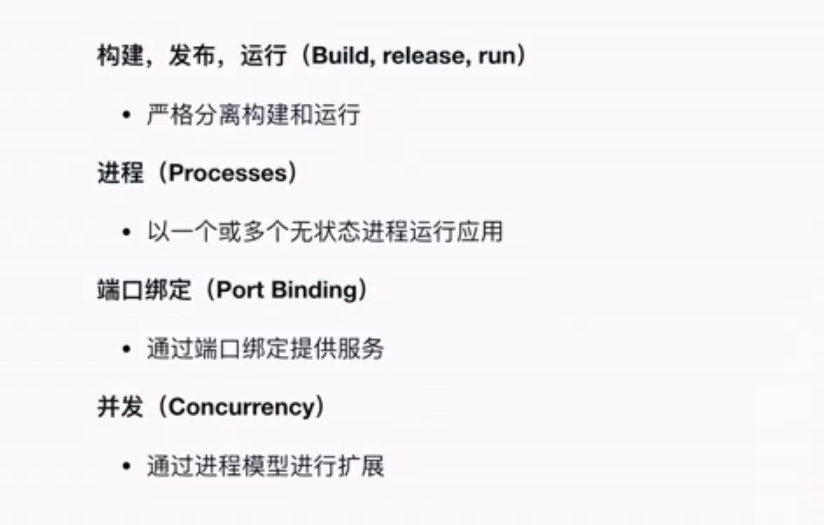 构建，发布，运行（Build, release, run）
• 严格分离构建和运行
进程（Processes）
• 以一个或多个无状态进程运行应用
端口绑定（Port Binding）
• 通过端口绑定提供服务
并发（Concurrency）
• 通过进程模型进行扩展